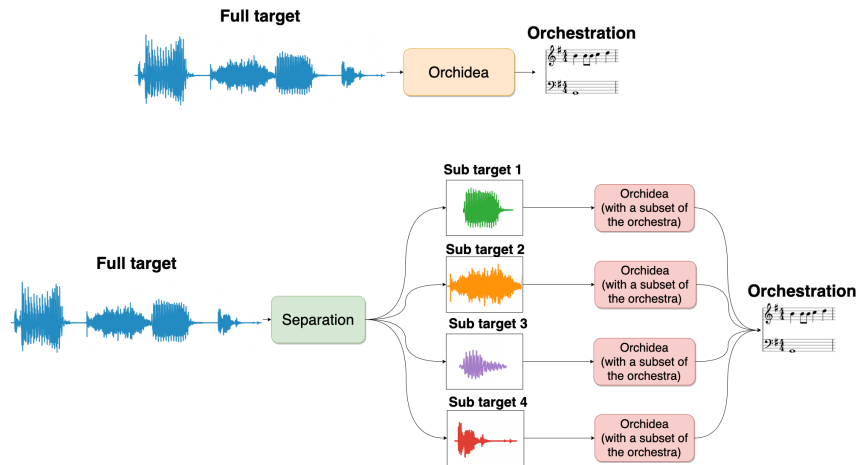 Full target
Orchestration
Orchidea
Sub target 1
Orchidea
(with a subset of
the orchestra)
Sub target 2
Orchidea
(with a subset of
the orchestra)
Full target
Orchestration
Separation
Sub target 3
Orchidea
(with a subset of
the orchestra)
Sub target 4
Orchidea
(with a subset of
the orchestra)